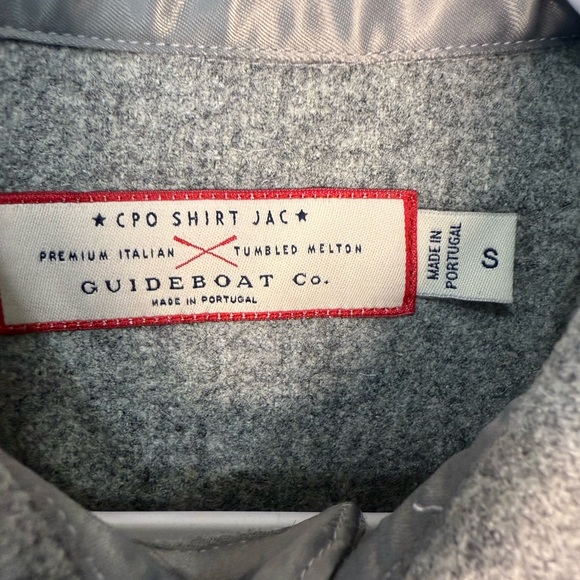 ★ CPO SHIRT JAC ★
PREMIUM ITALIAN TUMBLED MELTON
GUIDEBOAT Co.
MADE IN PORTUGAL
MADE IN
PORTUGAL
S